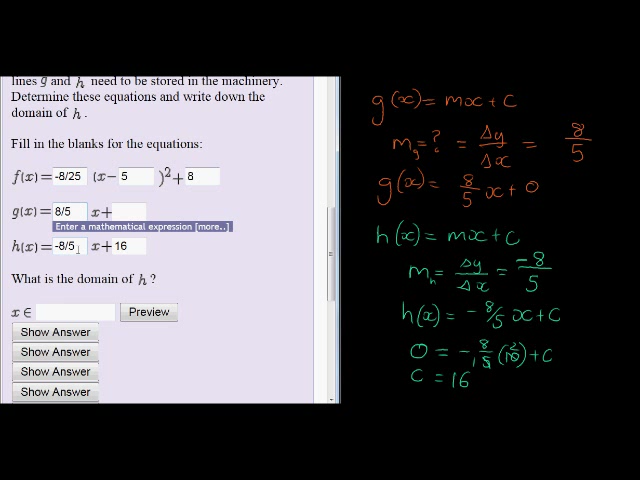 lines g and h need to be stored in the machinery.
Determine these equations and write down the
domain of h.
Fill in the blanks for the equations:
f(x) = -8/25 (x− 5 )² + 8
g(x) = 8/5 x+
Enter a mathematical expression [more..]
h(x) = -8/5 x+ 16
What is the domain of h?
x ∈ Preview
Show Answer
Show Answer
Show Answer
Show Answer
g(x) = mx + c
m_g = ? = Δy/Δx = 8/5
g(x) = 8/5 x + 0
h(x) = mx + c
m_h = Δy/Δx = -8/5
h(x) = -8/5 x + c
0 = -8/5 (10) + c
c = 16